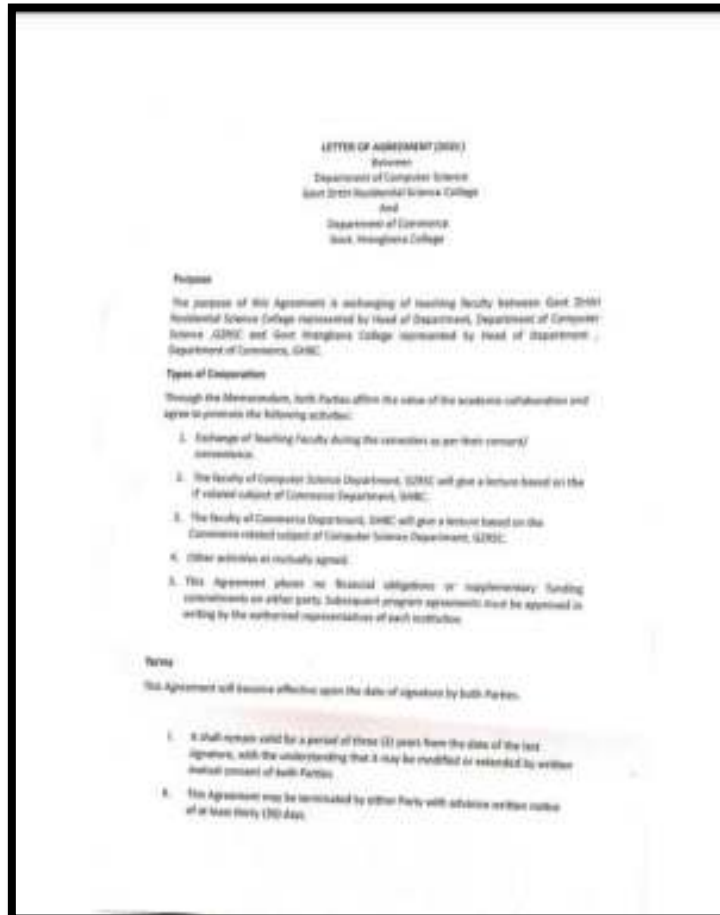 LETTER OF AGREEMENT
Between
Department of Computer Science
Govt Zirtiri Residential Science College
And
Department of Commerce
Govt. Hrangbana College
Purpose
The purpose of this Agreement is exchanging of teaching faculty between Govt Zirtiri
Residential Science College represented by Head of Department, Department of Computer
Science ,GZRSC and Govt Hrangbana College represented by Head of Department ,
Department of Commerce, GHBC.
Types of Cooperation
Through the Memorandum, both Parties affirm the value of the academic collaboration and
agree to promote the following activities:
1. Exchange of Teaching Faculty during the semesters as per their consent/
convenience.
2. The faculty of Computer Science Department, GZRSC will give a lecture based on the
IT related subject of Commerce Department, GHBC.
3. The faculty of Commerce Department, GHBC will give a lecture based on the
Commerce related subject of Computer Science Department, GZRSC.
4. Other activities as mutually agreed.
5. This Agreement places no financial obligations or supplementary funding
commitments on either party. Subsequent program agreements must be approved in
writing by the authorized representatives of each institution.
Terms
This Agreement will become effective upon the date of signature by both Parties.
It shall remain valid for a period of three (3) years from the date of the last
signature, with the understanding that it may be modified or extended by written
mutual consent of both Parties.
This Agreement may be terminated by either Party with advance written notice
of at least thirty (30) days.